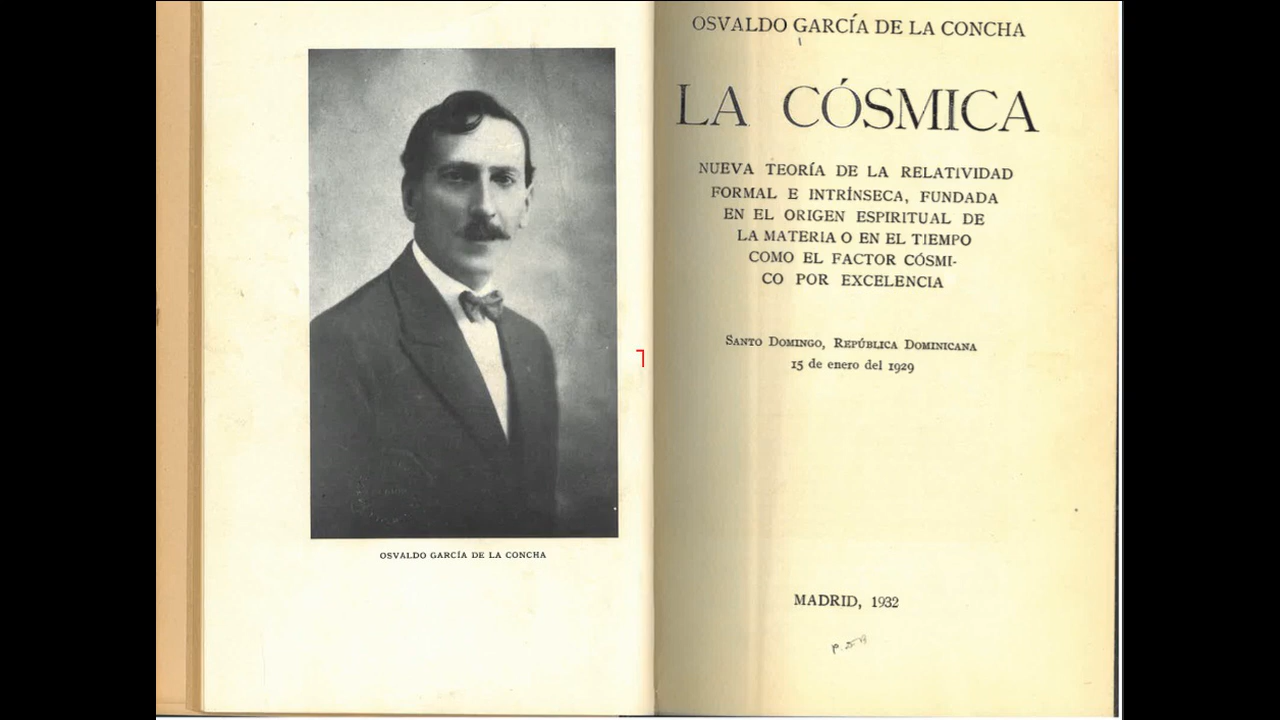 OSVALDO GARCÍA DE LA CONCHA
OSVALDO GARCÍA DE LA CONCHA
LA CÓSMICA
NUEVA TEORÍA DE LA RELATIVIDAD
FORMAL E INTRÍNSECA, FUNDADA
EN EL ORIGEN ESPIRITUAL DE
LA MATERIA O EN EL TIEMPO
COMO EL FACTOR CÓSMI-
CO POR EXCELENCIA
SANTO DOMINGO, REPÚBLICA DOMINICANA
15 de enero del 1929
MADRID, 1932